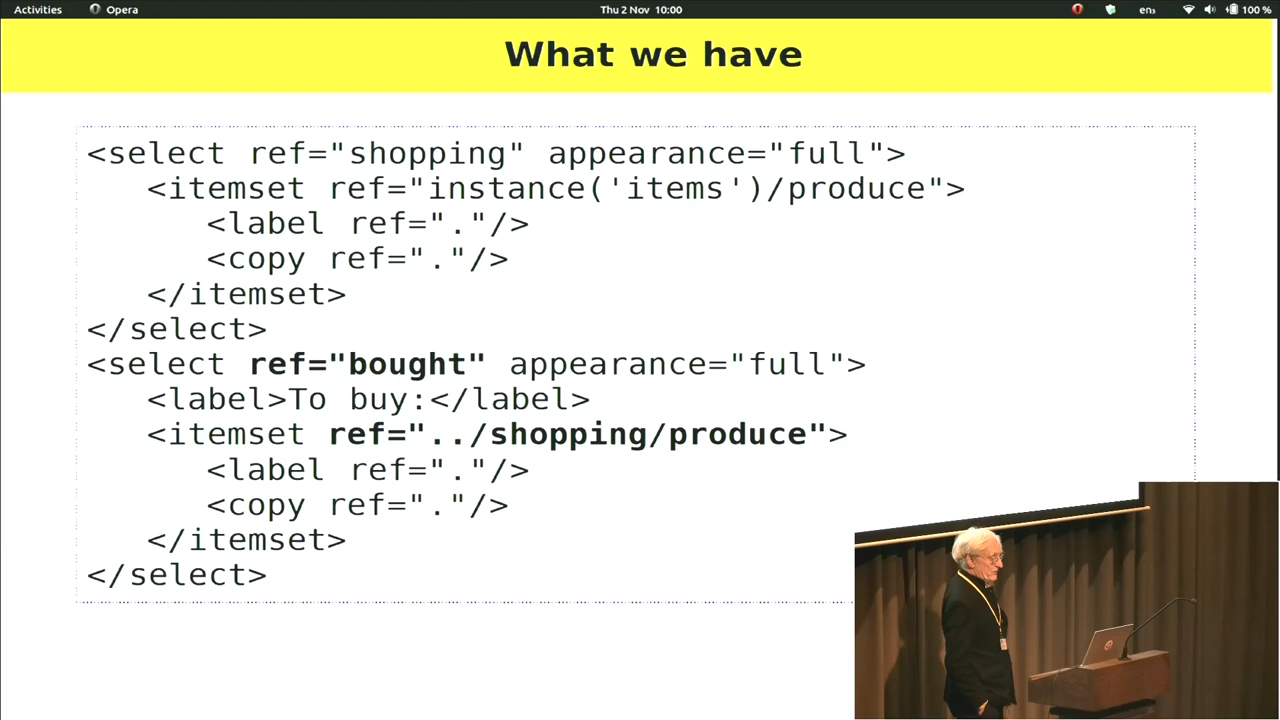 Activities
Opera
Thu 2 Nov 10:00
en₃
100 %
What we have
<select ref="shopping" appearance="full">
<itemset ref="instance('items')/produce">
<label ref="."/>
<copy ref="."/>
</itemset>
</select>
<select ref="bought" appearance="full">
<label>To buy:</label>
<itemset ref="../shopping/produce">
<label ref="."/>
<copy ref="."/>
</itemset>
</select>